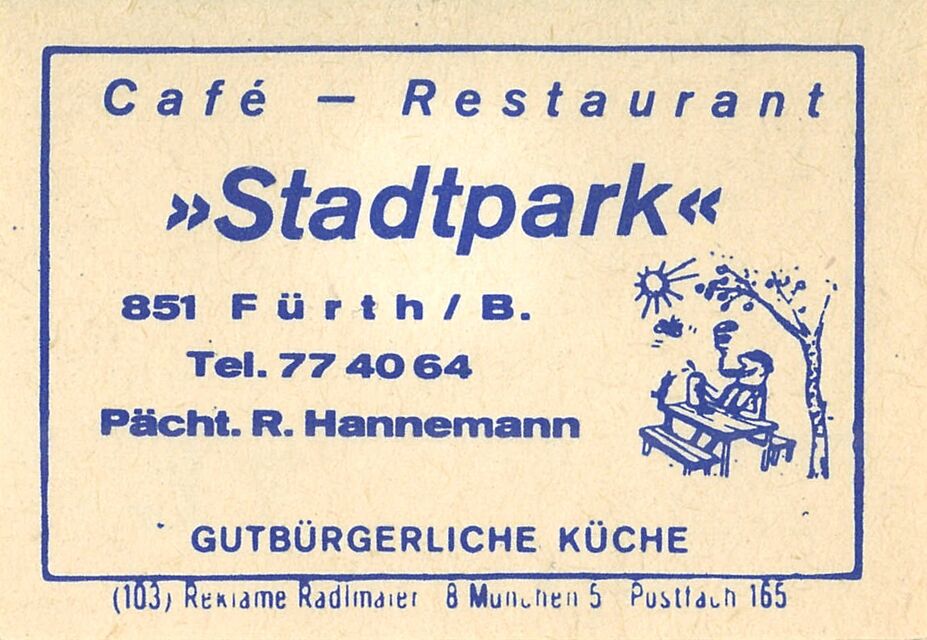 Café – Restaurant
»Stadtpark«
851 Fürth/B.
Tel. 77 40 64
Pächt. R. Hannemann
GUTBÜRGERLICHE KÜCHE
(103) Reklame Radlmaier 8 München 5 Postfach 165